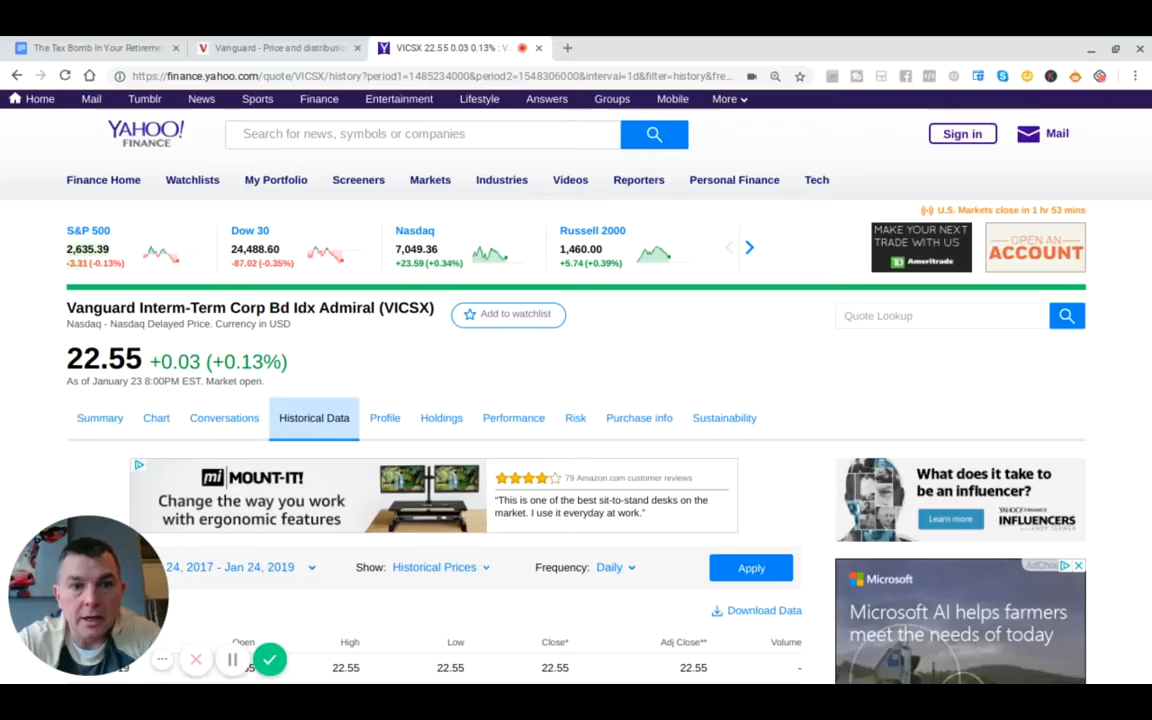 The Tax Bomb In Your Retireme
Vanguard - Price and distributio
VICSX 22.55 0.03 0.13% : V
https://finance.yahoo.com/quote/VICSX/history?period1=1485234000&period2=1548306000&interval=1d&filter=history&fre...
Home Mail Tumblr News Sports Finance Entertainment Lifestyle Answers Groups Mobile More
YAHOO!
FINANCE
Search for news, symbols or companies
Sign in
Mail
Finance Home Watchlists My Portfolio Screeners Markets Industries Videos Reporters Personal Finance Tech
U.S. Markets close in 1 hr 53 mins
S&P 500
2,635.39
-3.31 (-0.13%)
Dow 30
24,488.60
-87.02 (-0.35%)
Nasdaq
7,049.36
+23.59 (+0.34%)
Russell 2000
1,460.00
+5.74 (+0.39%)
MAKE YOUR NEXT
TRADE WITH US
Ameritrade
OPEN AN
ACCOUNT
Vanguard Interm-Term Corp Bd Idx Admiral (VICSX)
Nasdaq - Nasdaq Delayed Price. Currency in USD
Add to watchlist
Quote Lookup
22.55 +0.03 (+0.13%)
As of January 23 8:00PM EST. Market open.
Summary Chart Conversations Historical Data Profile Holdings Performance Risk Purchase info Sustainability
mi MOUNT-IT!
Change the way you work
with ergonomic features
79 Amazon.com customer reviews
"This is one of the best sit-to-stand desks on the
market. I use it everyday at work."
What does it take to
be an influencer?
Learn more
YAHOO! FINANCE
INFLUENCERS
24, 2017 - Jan 24, 2019
Show: Historical Prices
Frequency: Daily
Apply
Download Data
AdChoi
Microsoft
Microsoft AI helps farmers
meet the needs of today
Open High Low Close* Adj Close** Volume
22.55 22.55 22.55 22.55 -